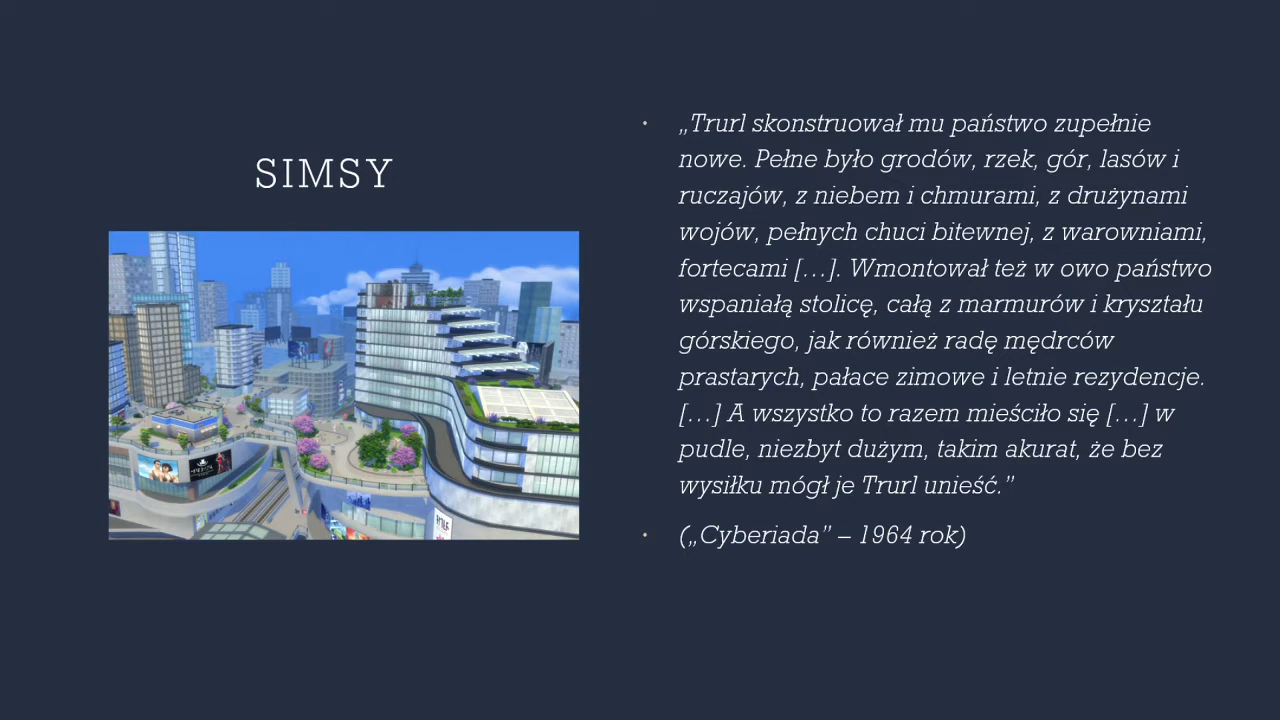 SIMSY
„Trurl skonstruował mu państwo zupełnie
nowe. Pełne było grodów, rzek, gór, lasów i
ruczajów, z niebem i chmurami, z drużynami
wojów, pełnych chuci bitewnej, z warowniami,
fortecami […]. Wmontował też w owo państwo
wspaniałą stolicę, całą z marmurów i kryształu
górskiego, jak również radę mędrców
prastarych, pałace zimowe i letnie rezydencje.
[…] A wszystko to razem mieściło się […] w
pudle, niezbyt dużym, takim akurat, że bez
wysiłku mógł je Trurl unieść.”
(„Cyberiada” – 1964 rok)